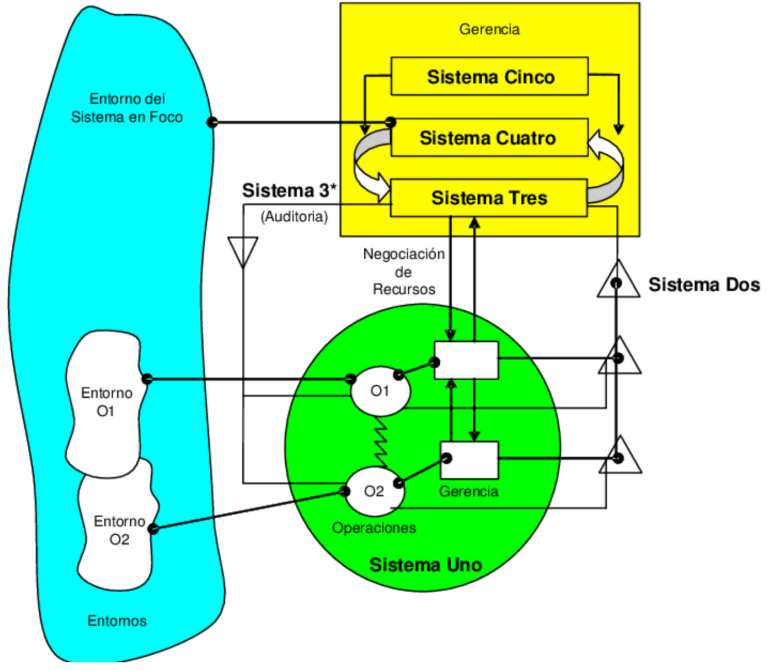 Gerencia
Sistema Cinco
Entorno del
Sistema en Foco
Sistema Cuatro
Sistema 3*
(Auditoria)
Sistema Tres
Negociación
de
Recursos
Sistema Dos
Entorno
O1
O1
O2
Gerencia
Entorno
O2
Operaciones
Sistema Uno
Entornos